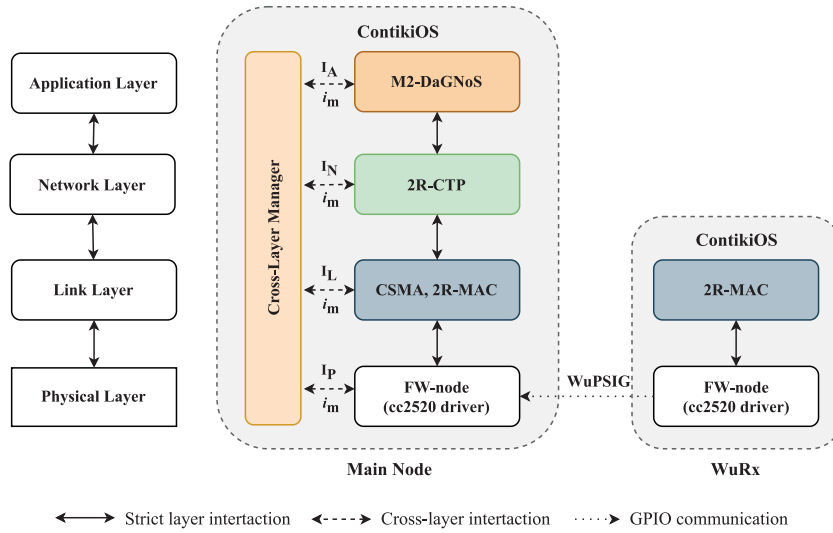 ContikiOS
Application Layer
I_A
i_m
M2-DaGNoS
Network Layer
I_N
i_m
2R-CTP
Cross-Layer Manager
ContikiOS
Link Layer
I_L
i_m
CSMA, 2R-MAC
2R-MAC
Physical Layer
I_P
i_m
FW-node
(cc2520 driver)
WuPSIG
FW-node
(cc2520 driver)
Main Node
WuRx
Strict layer intertaction
Cross-layer intertaction
GPIO communication